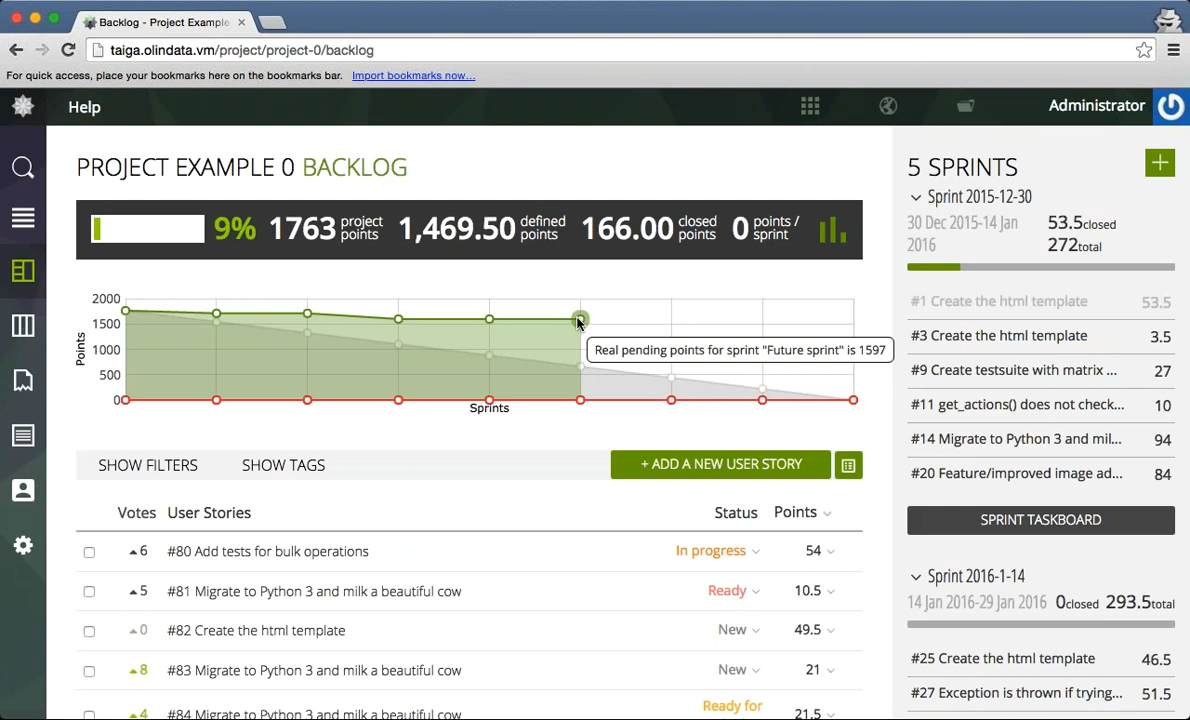 Backlog - Project Example
taiga.olindata.vm/project/project-0/backlog
For quick access, place your bookmarks here on the bookmarks bar. Import bookmarks now...
Help
Administrator
PROJECT EXAMPLE 0 BACKLOG
9% 1763 project points 1,469.50 defined points 166.00 closed points 0 points / sprint
2000
1500
1000
500
0
Points
Sprints
Real pending points for sprint "Future sprint" is 1597
SHOW FILTERS SHOW TAGS + ADD A NEW USER STORY
Votes User Stories Status Points
6 #80 Add tests for bulk operations In progress 54
5 #81 Migrate to Python 3 and milk a beautiful cow Ready 10.5
0 #82 Create the html template New 49.5
8 #83 Migrate to Python 3 and milk a beautiful cow New 21
4 #84 Migrate to Python 3 and milk a beautiful cow Ready for 21.5
5 SPRINTS
Sprint 2015-12-30
30 Dec 2015-14 Jan 2016
53.5closed
272total
#1 Create the html template 53.5
#3 Create the html template 3.5
#9 Create testsuite with matrix ... 27
#11 get_actions() does not check... 10
#14 Migrate to Python 3 and mil... 94
#20 Feature/improved image ad... 84
SPRINT TASKBOARD
Sprint 2016-1-14
14 Jan 2016-29 Jan 2016 0closed 293.5total
#25 Create the html template 46.5
#27 Exception is thrown if trying... 51.5